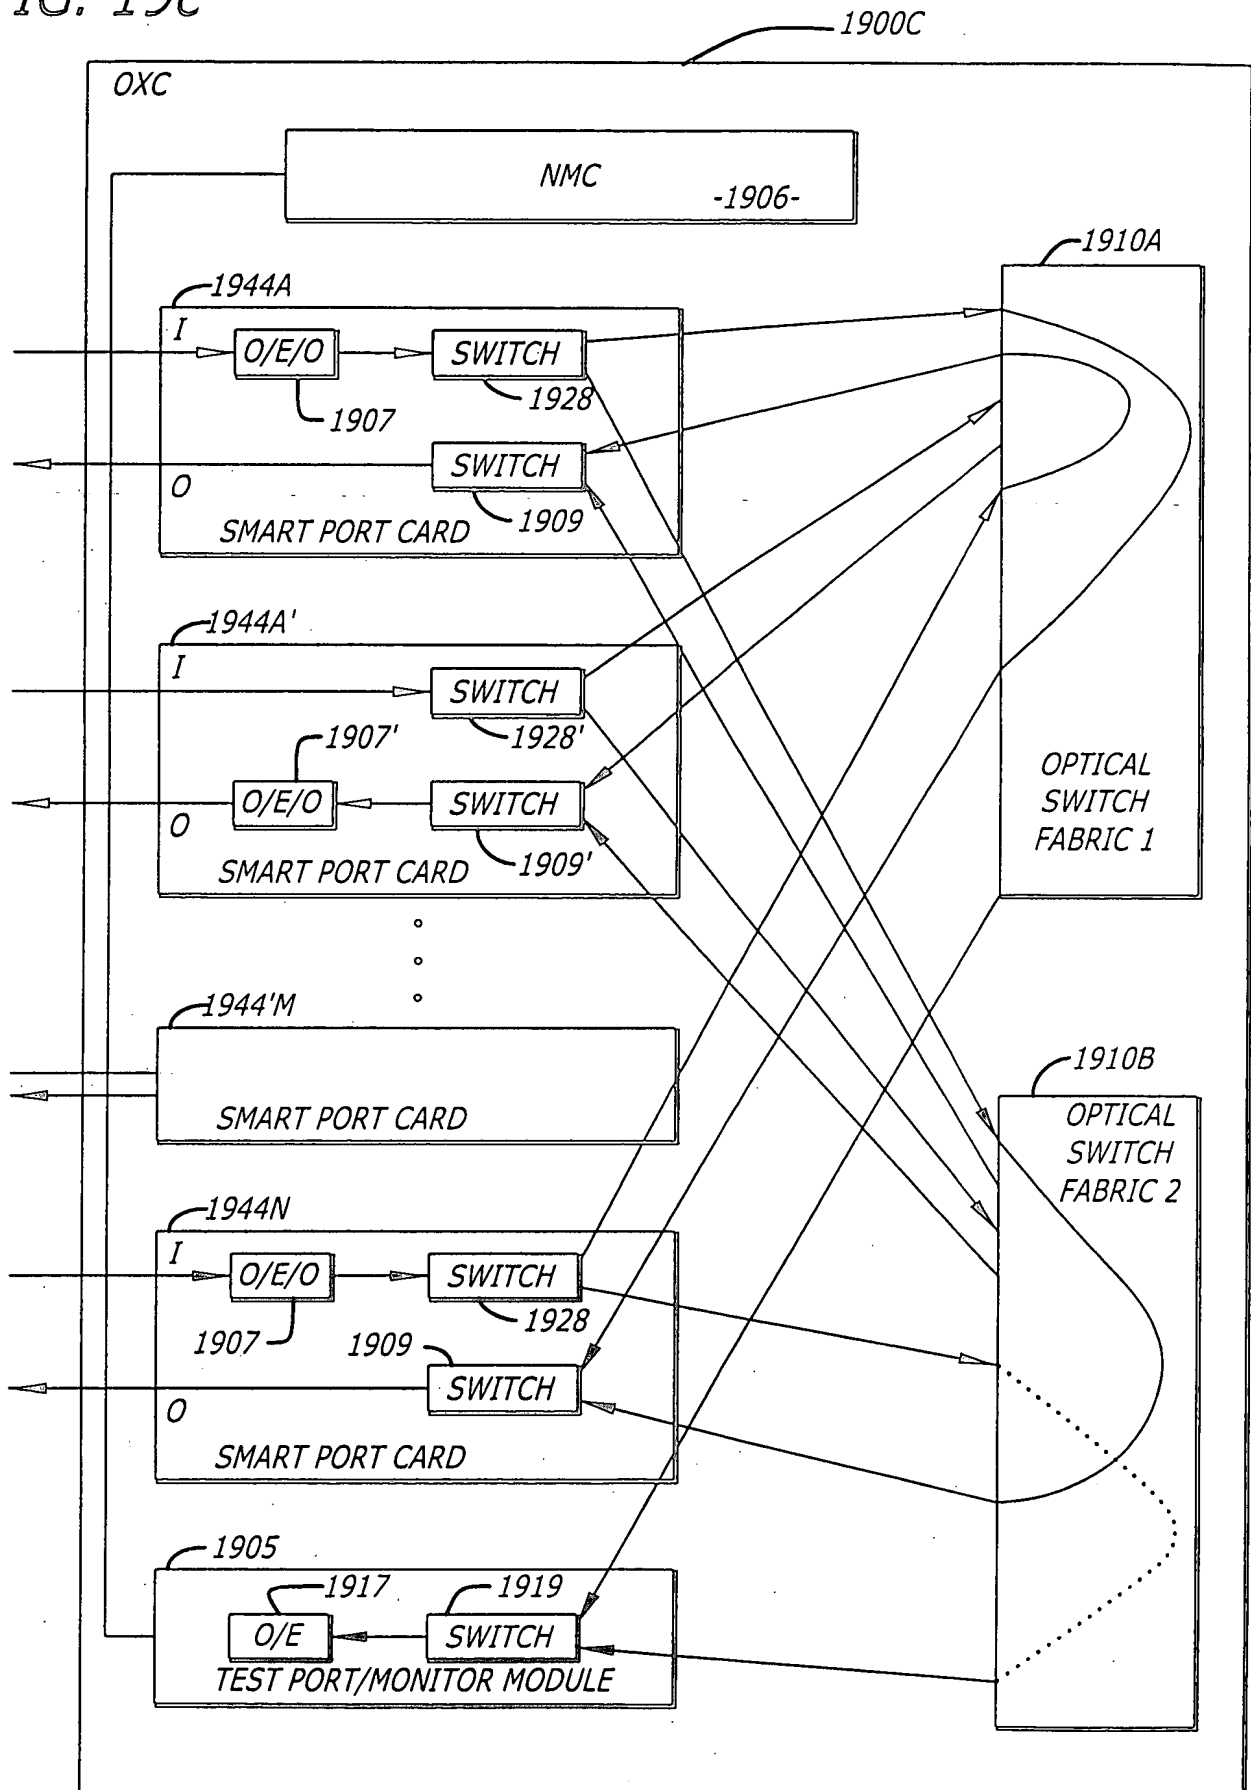 IG. 19c
1900C
OXC
NMC
-1906-
1910A
1944A
I
O/E/O
SWITCH
1928
1907
SWITCH
O
1909
SMART PORT CARD
1944A'
I
SWITCH
1928'
1907'
O/E/O
SWITCH
O
1909'
SMART PORT CARD
OPTICAL
SWITCH
FABRIC 1
1944'M
SMART PORT CARD
1910B
OPTICAL
SWITCH
FABRIC 2
1944N
I
O/E/O
SWITCH
1928
1907
1909
SWITCH
O
SMART PORT CARD
1905
1917
1919
O/E
SWITCH
TEST PORT/MONITOR MODULE